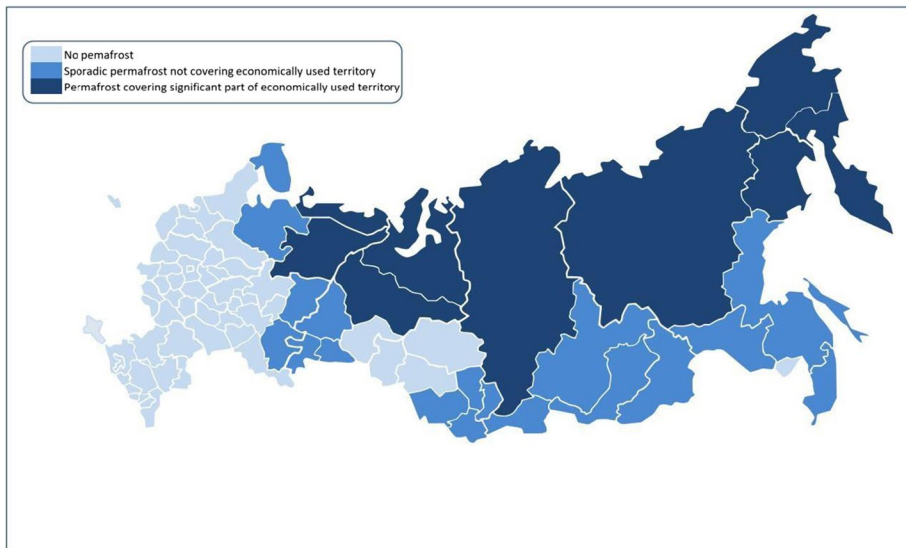 No pemafrost
Sporadic permafrost not covering economically used territory
Permafrost covering significant part of economically used territory